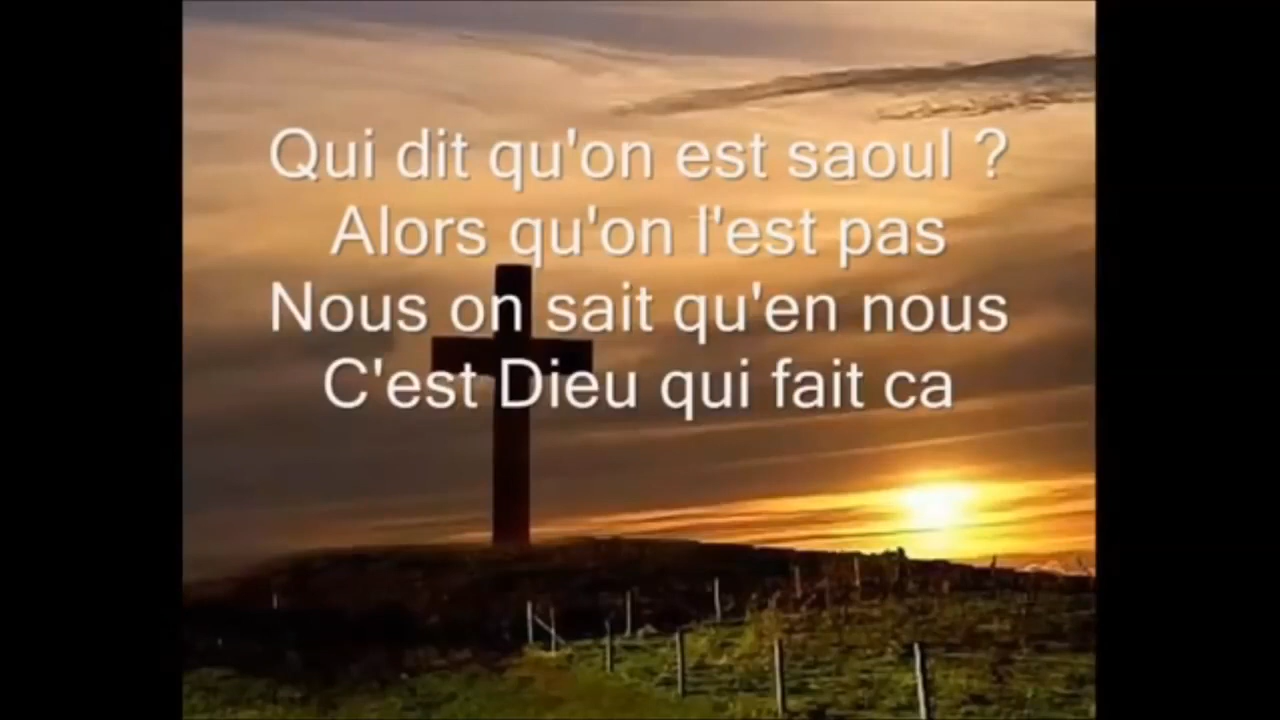 Qui dit qu'on est saoul ?
Alors qu'on l'est pas
Nous on sait qu'en nous
C'est Dieu qui fait ca